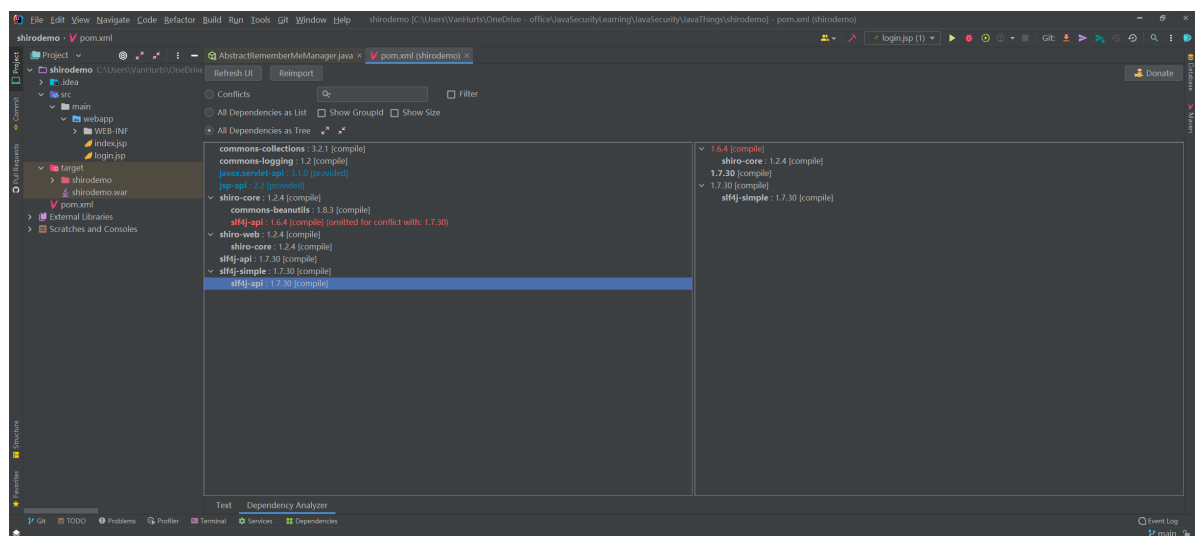 File Edit View Navigate Code Refactor Build Run Tools Git Window Help shirodemo [C:\Users\VanHurts\OneDrive - office\JavaSecurityLearning\JavaSecurity\JavaThings\shirodemo] - pom.xml (shirodemo)
shirodemo pom.xml
login.jsp (1)
Git:
Project
AbstractRememberMeManager.java
pom.xml (shirodemo)
shirodemo C:\Users\VanHurts\OneDrive
.idea
src
main
webapp
WEB-INF
index.jsp
login.jsp
target
shirodemo
shirodemo.war
pom.xml
External Libraries
Scratches and Consoles
Refresh UI Reimport
Donate
Conflicts
Filter
All Dependencies as List Show GroupId Show Size
All Dependencies as Tree
commons-collections : 3.2.1 [compile]
commons-logging : 1.2 [compile]
javax.servlet-api : 3.1.0 [provided]
jsp-api : 2.2 [provided]
shiro-core : 1.2.4 [compile]
commons-beanutils : 1.8.3 [compile]
slf4j-api : 1.6.4 [compile] (omitted for conflict with: 1.7.30)
shiro-web : 1.2.4 [compile]
shiro-core : 1.2.4 [compile]
slf4j-api : 1.7.30 [compile]
slf4j-simple : 1.7.30 [compile]
slf4j-api : 1.7.30 [compile]
1.6.4 [compile]
shiro-core : 1.2.4 [compile]
1.7.30 [compile]
1.7.30 [compile]
slf4j-simple : 1.7.30 [compile]
Project
Commit
Pull Requests
Structure
Favorites
Database
Maven
Text Dependency Analyzer
Git TODO Problems Profiler Terminal Services Dependencies
Event Log
main